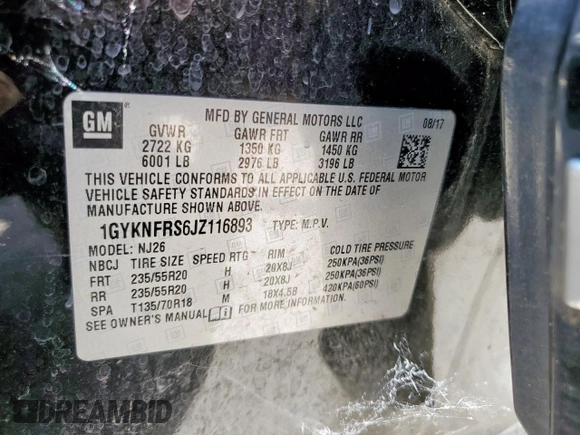 GM
MFD BY GENERAL MOTORS LLC 08/17
GVWR GAWR FRT GAWR RR
2722 KG 1350 KG 1450 KG
6001 LB 2976 LB 3196 LB
THIS VEHICLE CONFORMS TO ALL APPLICABLE U.S. FEDERAL MOTOR
VEHICLE SAFETY STANDARDS IN EFFECT ON THE DATE OF
MANUFACTURE SHOWN ABOVE.
1GYKNFRS6JZ116893 TYPE: M.P.V.
MODEL: NJ26
NBCJ TIRE SIZE SPEED RTG RIM COLD TIRE PRESSURE
FRT 235/55R20 H 20X8J 250KPA(36PSI)
RR 235/55R20 H 20X8J 250KPA(36PSI)
SPA T135/70R18 M 18X4.5B 420KPA(60PSI)
SEE OWNER'S MANUAL FOR MORE INFORMATION.
DREAMBID